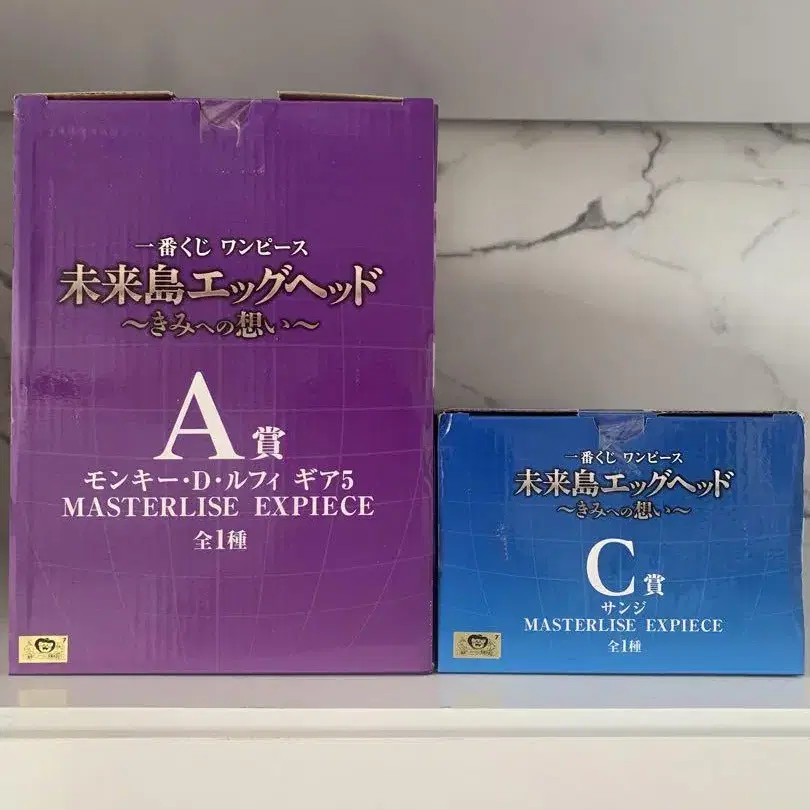 一番くじ ワンピース
未来島エッグヘッド
～きみへの想い～
A賞
モンキー・D・ルフィ ギア5
MASTERLISE EXPIECE
全1種
一番くじ ワンピース
未来島エッグヘッド
～きみへの想い～
C賞
サンジ
MASTERLISE EXPIECE
全1種